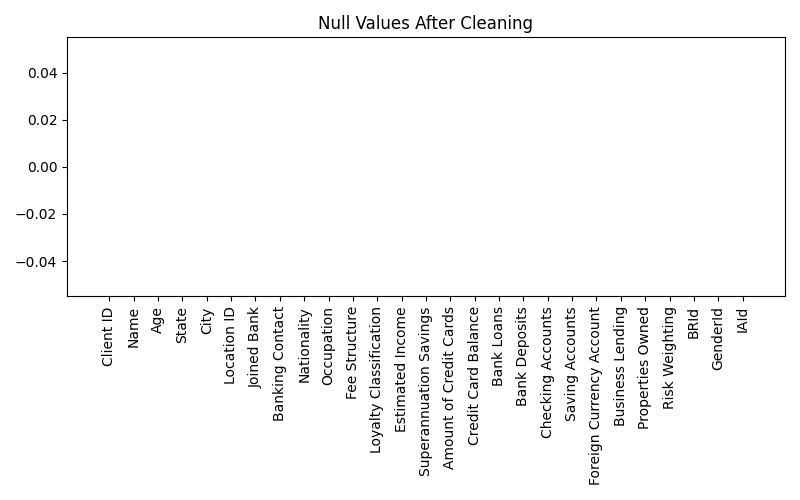 Null Values After Cleaning
0.04
0.02
0.00
−0.02
−0.04
Client ID
Name
Age
State
City
Location ID
Joined Bank
Banking Contact
Nationality
Occupation
Fee Structure
Loyalty Classification
Estimated Income
Superannuation Savings
Amount of Credit Cards
Credit Card Balance
Bank Loans
Bank Deposits
Checking Accounts
Saving Accounts
Foreign Currency Account
Business Lending
Properties Owned
Risk Weighting
BRId
GenderId
IAId